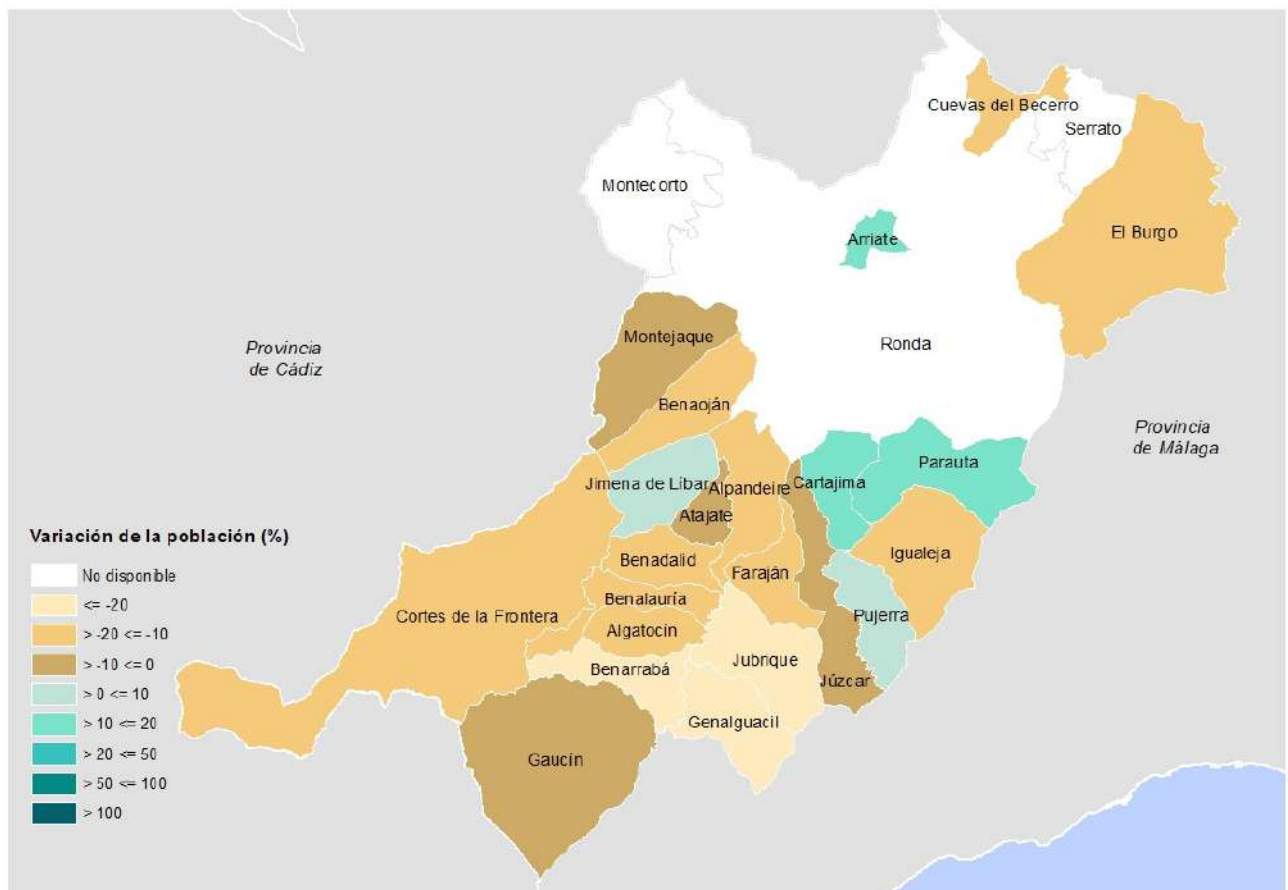 Cuevas del Becerro
Serrato
Montecorto
Arriate
El Burgo
Montejaque
Ronda
Provincia
de Cádiz
Benaoján
Provincia
de Málaga
Parauta
Jimena de Líbar
Alpandeire
Cartajima
Atajate
Igualeja
Benadalid
Faraján
Benalauría
Cortes de la Frontera
Pujerra
Algatocín
Benarrabá
Jubrique
Júzcar
Genalguacil
Gaucín
Variación de la población (%)
No disponible
<= -20
> -20 <= -10
> -10 <= 0
> 0 <= 10
> 10 <= 20
> 20 <= 50
> 50 <= 100
> 100